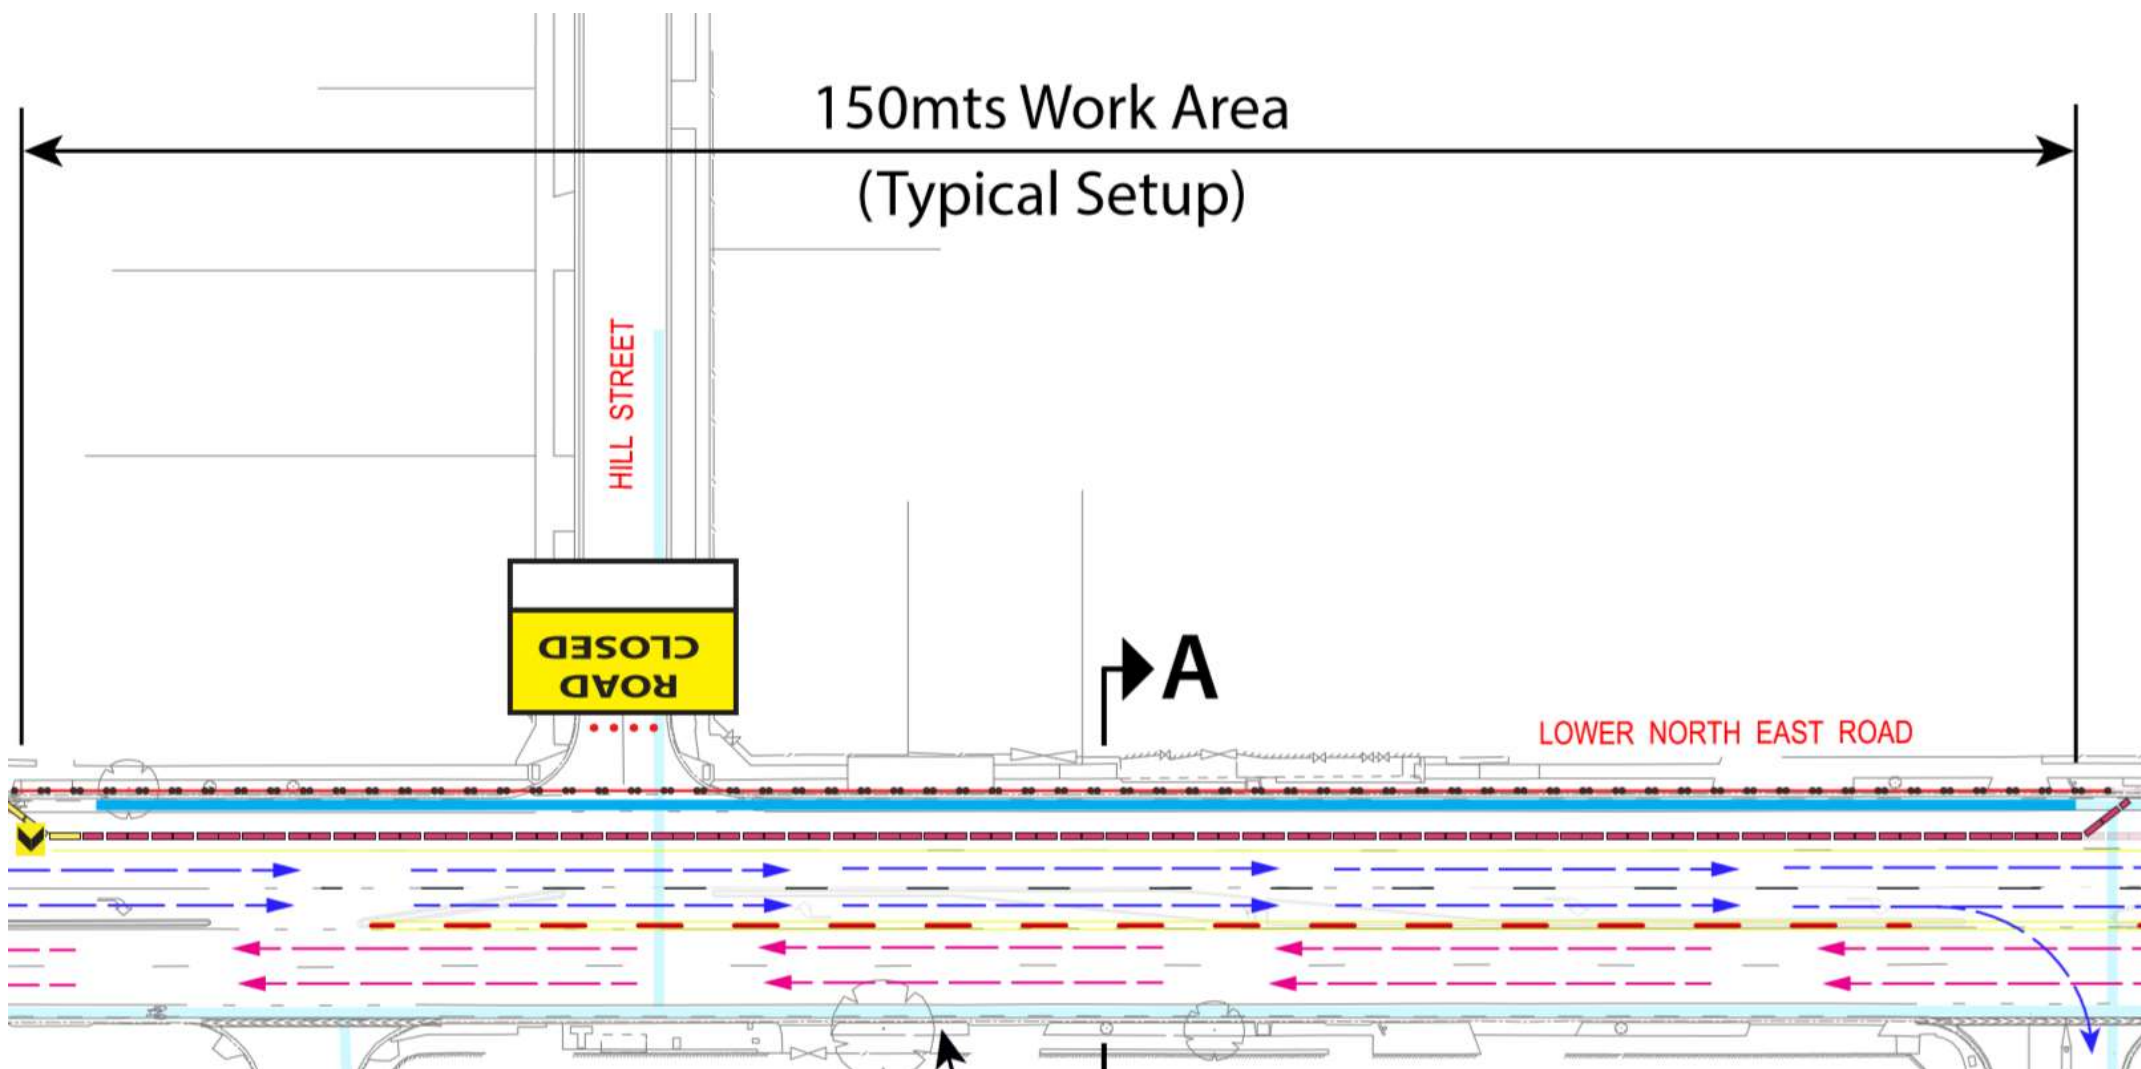 150mts Work Area
(Typical Setup)
HILL STREET
ROAD
CLOSED
A
LOWER NORTH EAST ROAD